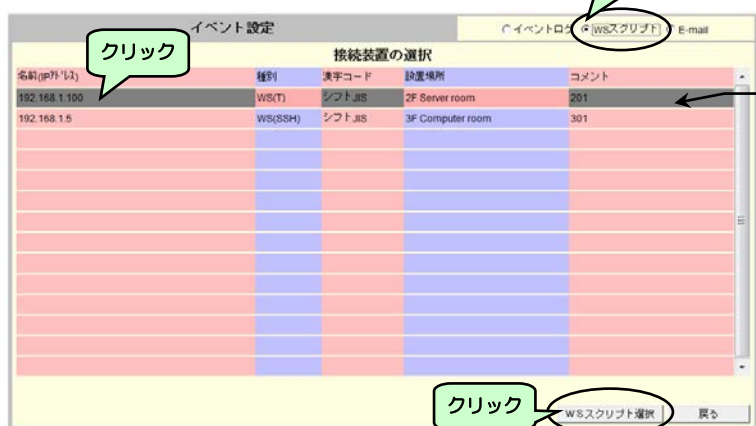 イベント設定 イベントログ WSスクリプト E-mail
クリック
接続装置の選択
名前(IPアドレス) 種別 漢字コード 設置場所 コメント
192.168.1.100 WS(T) シフトJIS 2F Server room 201
192.168.1.5 WS(SSH) シフトJIS 3F Computer room 301
クリック
WSスクリプト選択 戻る